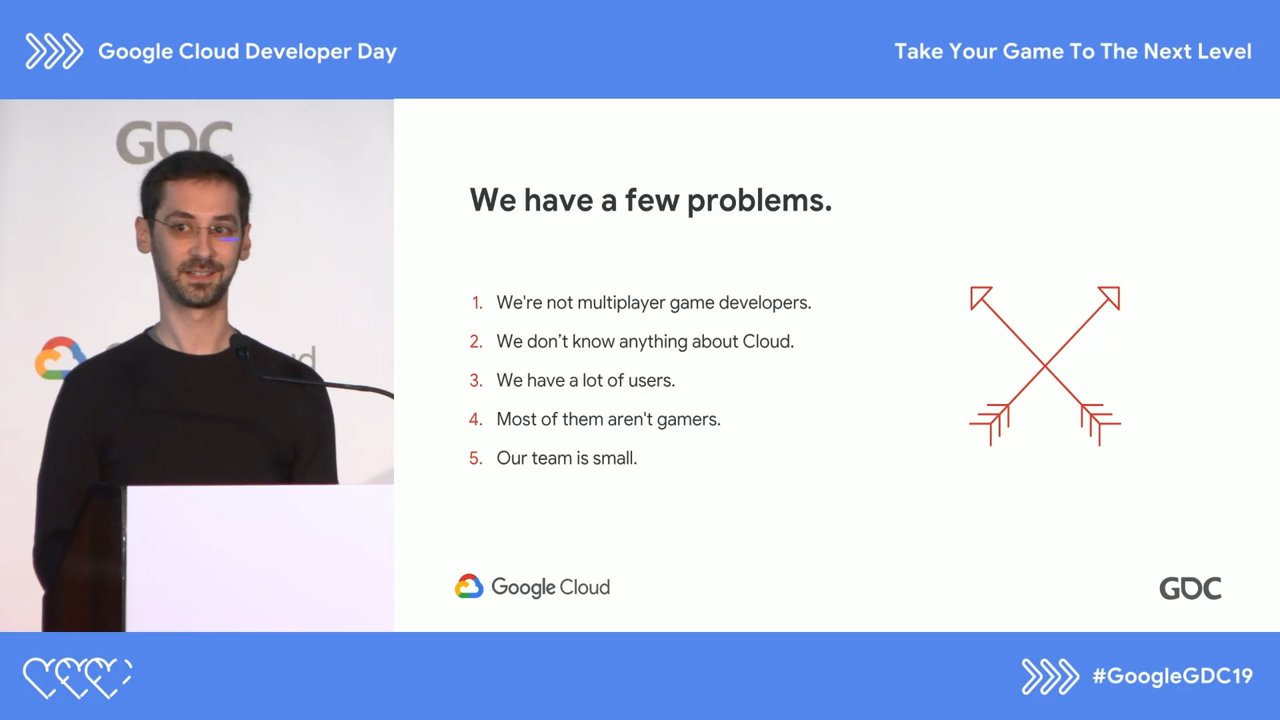 Google Cloud Developer Day
Take Your Game To The Next Level
GDC
We have a few problems.
1. We're not multiplayer game developers.
2. We don't know anything about Cloud.
3. We have a lot of users.
4. Most of them aren't gamers.
5. Our team is small.
Google Cloud
GDC
#GoogleGDC19